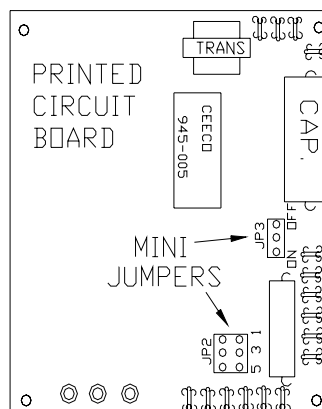 TRANS
PRINTED
CIRCUIT
BOARD
CEECO
945-005
CAP.
OFF
JP3
ON
MINI
JUMPERS
JP2
1
3
5